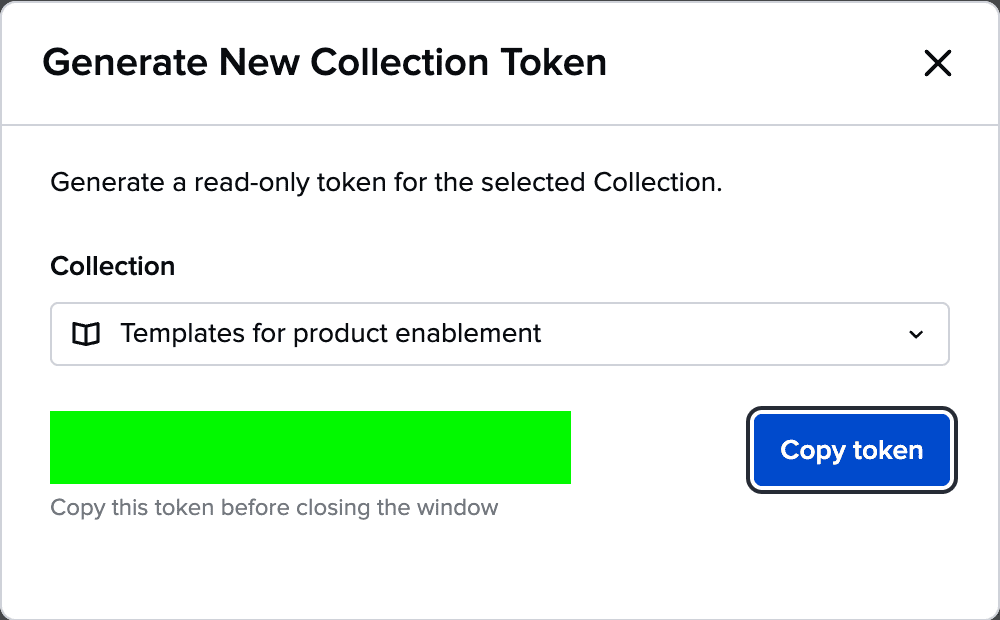 Generate New Collection Token
Generate a read-only token for the selected Collection.
Collection
Templates for product enablement
Copy token
Copy this token before closing the window